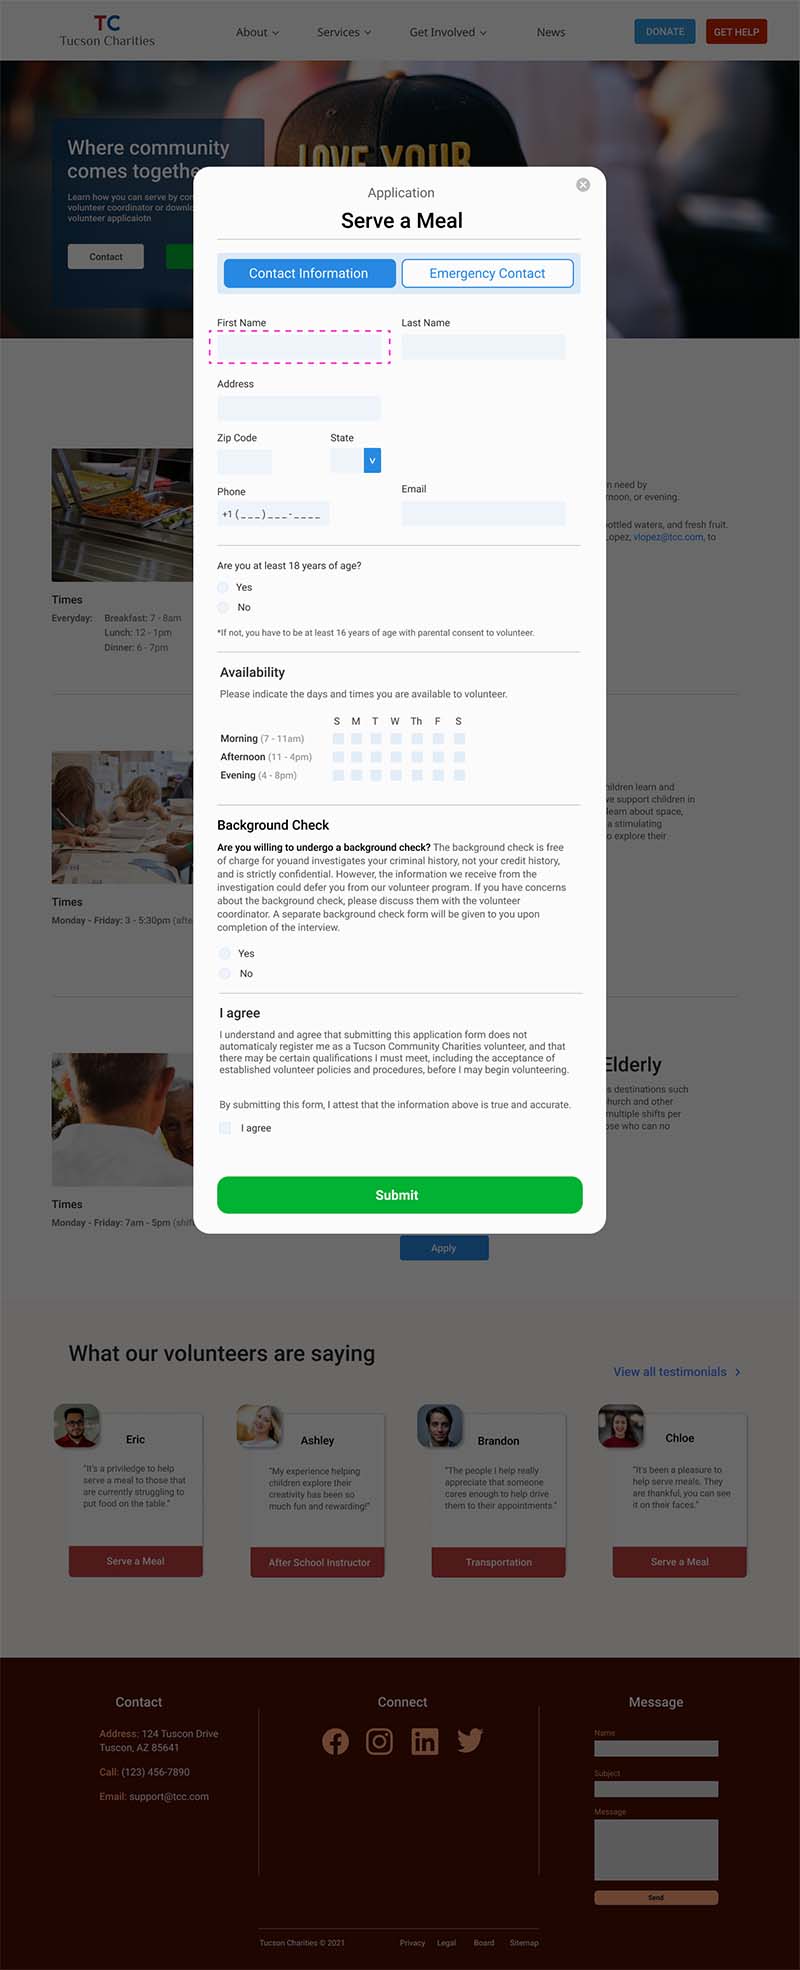 TC
Tucson Charities
About
Services
Get Involved
News
DONATE
GET HELP
LOVE YOUR
Where community
comes togethe
Learn how you can serve by con
volunteer coordinator or downlo
volunteer applicaiotn
Contact
Application
Serve a Meal
Contact Information
Emergency Contact
First Name
Last Name
Address
Zip Code
State
v
Phone
Email
+1 (___)___-____
Are you at least 18 years of age?
Yes
No
*If not, you have to be at least 16 years of age with parental consent to volunteer.
Availability
Please indicate the days and times you are available to volunteer.
S M T W Th F S
Morning (7 - 11am)
Afternoon (11 - 4pm)
Evening (4 - 8pm)
Background Check
Are you willing to undergo a background check? The background check is free
of charge for youand investigates your criminal history, not your credit history,
and is strictly confidential. However, the information we receive from the
investigation could defer you from our volunteer program. If you have concerns
about the background check, please discuss them with the volunteer
coordinator. A separate background check form will be given to you upon
completion of the interview.
Yes
No
I agree
I understand and agree that submitting this application form does not
automaticaly register me as a Tucson Community Charities volunteer, and that
there may be certain qualifications I must meet, including the acceptance of
established volunteer policies and procedures, before I may begin volunteering.
By submitting this form, I attest that the information above is true and accurate.
I agree
Submit
n need by
rnoon, or evening.
bottled waters, and fresh fruit.
Lopez, vlopez@tcc.com, to
Times
Everyday: Breakfast: 7 - 8am
Lunch: 12 - 1pm
Dinner: 6 - 7pm
hildren learn and
ve support children in
learn about space,
a stimulating
o explore their
Times
Monday - Friday: 3 - 5:30pm (afte
Elderly
s destinations such
hurch and other
multiple shifts per
ose who can no
Times
Monday - Friday: 7am - 5pm (shif
Apply
What our volunteers are saying
View all testimonials
Eric
"It's a priviledge to help
serve a meal to those that
are currently struggling to
put food on the table."
Serve a Meal
Ashley
"My experience helping
children explore their
creativity has been so
much fun and rewarding!"
After School Instructor
Brandon
"The people I help really
appreciate that someone
cares enough to help drive
them to their appointments."
Transportation
Chloe
"It's been a pleasure to
help serve meals. They
are thankful, you can see
it on their faces."
Serve a Meal
Contact
Address: 124 Tuscon Drive
Tuscon, AZ 85641
Call: (123) 456-7890
Email: support@tcc.com
Connect
Message
Name
Subject
Message
Send
Tucson Charities © 2021
Privacy
Legal
Board
Sitemap